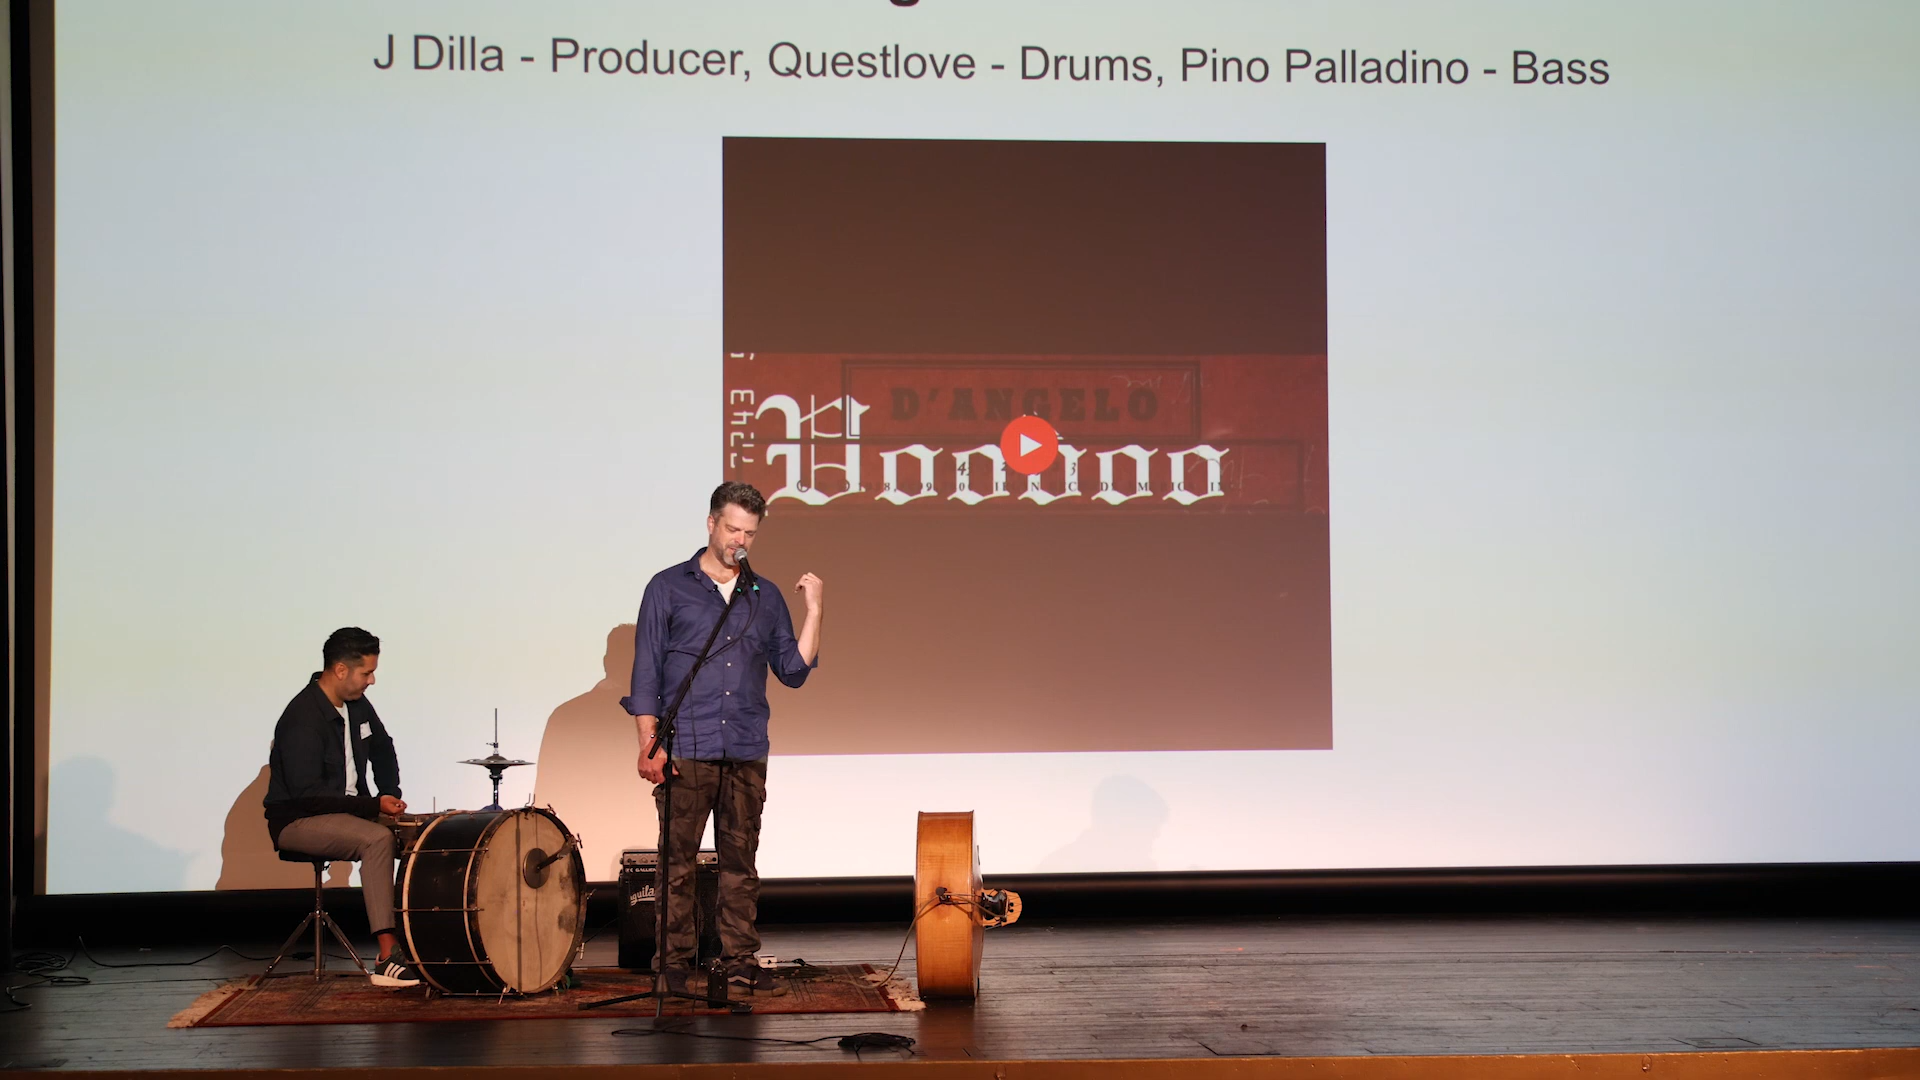 J Dilla - Producer, Questlove - Drums, Pino Palladino - Bass
D'ANGELO
Voodoo